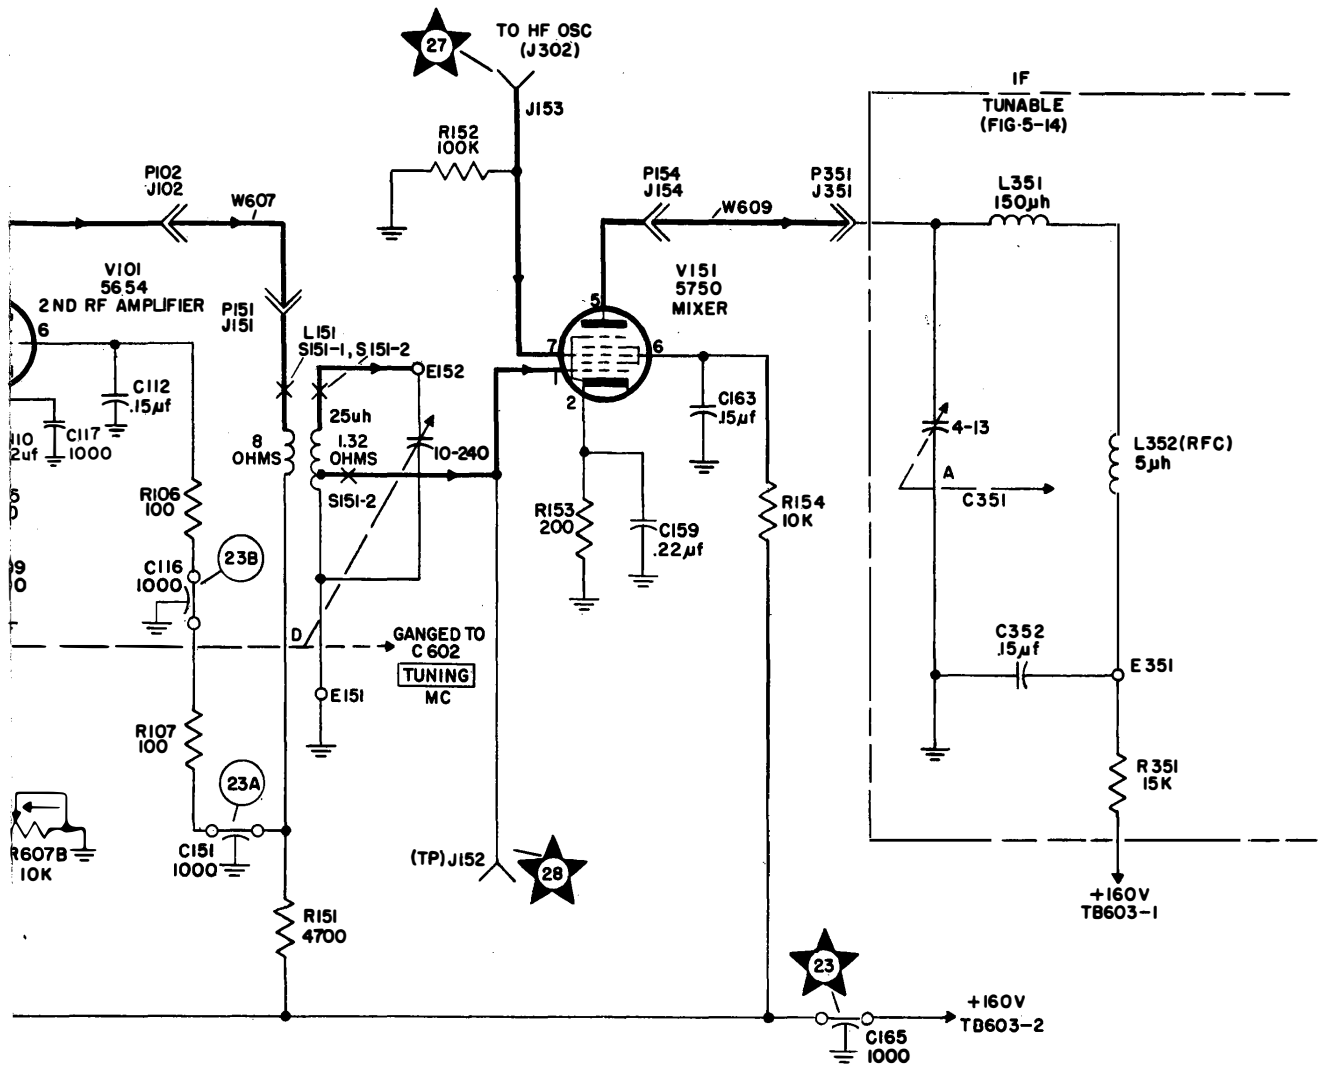 27
TO HF OSC
(J302)
J153
R152
100K
IF
TUNABLE
(FIG·5-14)
P102
J102
W607
P154
J154
W609
P351
J351
L351
150µh
V101
5654
2ND RF AMPLIFIER
6
P151
J151
L151
S151-1, S151-2
E152
V151
5750
MIXER
5
7
6
1
2
C112
.15µf
C117
1000
25uh
8
OHMS
1.32
OHMS
10-240
S151-2
C163
.15µf
4-13
A
C351
L352(RFC)
5µh
R106
100
R153
200
C159
.22µf
R154
10K
C116
1000
23B
D
GANGED TO
C602
TUNING
MC
E151
C352
.15µf
E351
R107
100
23A
R351
15K
R607B
10K
C151
1000
(TP)J152
28
+160V
TB603-1
R151
4700
23
+160V
TB603-2
C165
1000